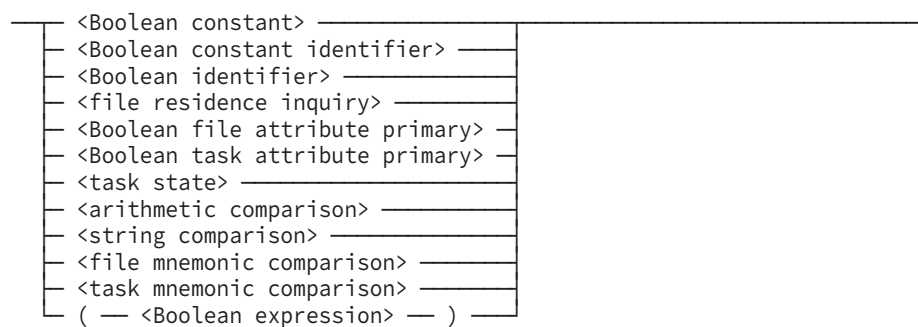 <Boolean constant>
<Boolean constant identifier>
<Boolean identifier>
<file residence inquiry>
<Boolean file attribute primary>
<Boolean task attribute primary>
<task state>
<arithmetic comparison>
<string comparison>
<file mnemonic comparison>
<task mnemonic comparison>
( — <Boolean expression> — )